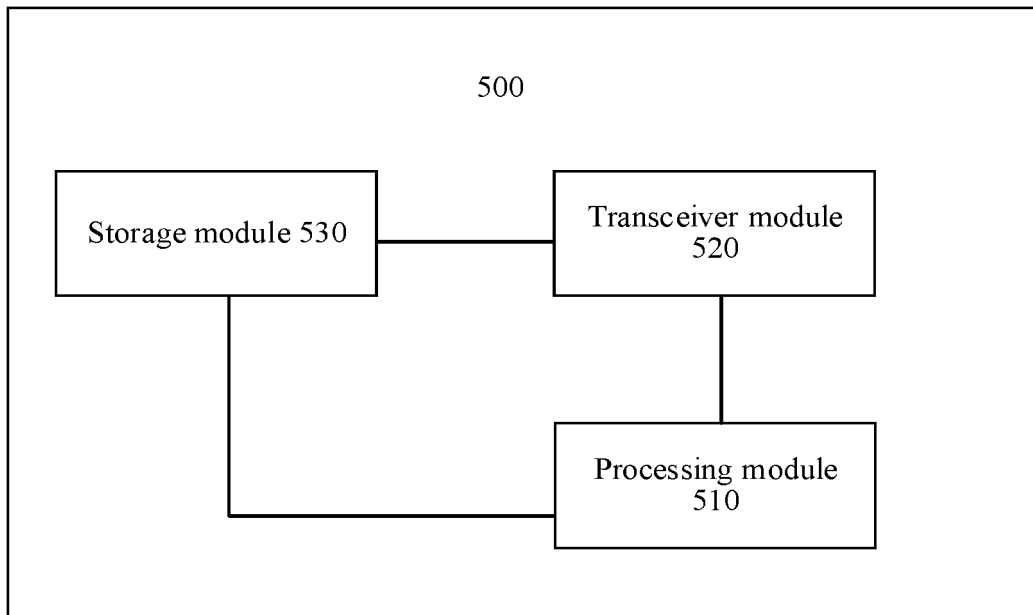 500
Storage module 530
Transceiver module
520
Processing module
510